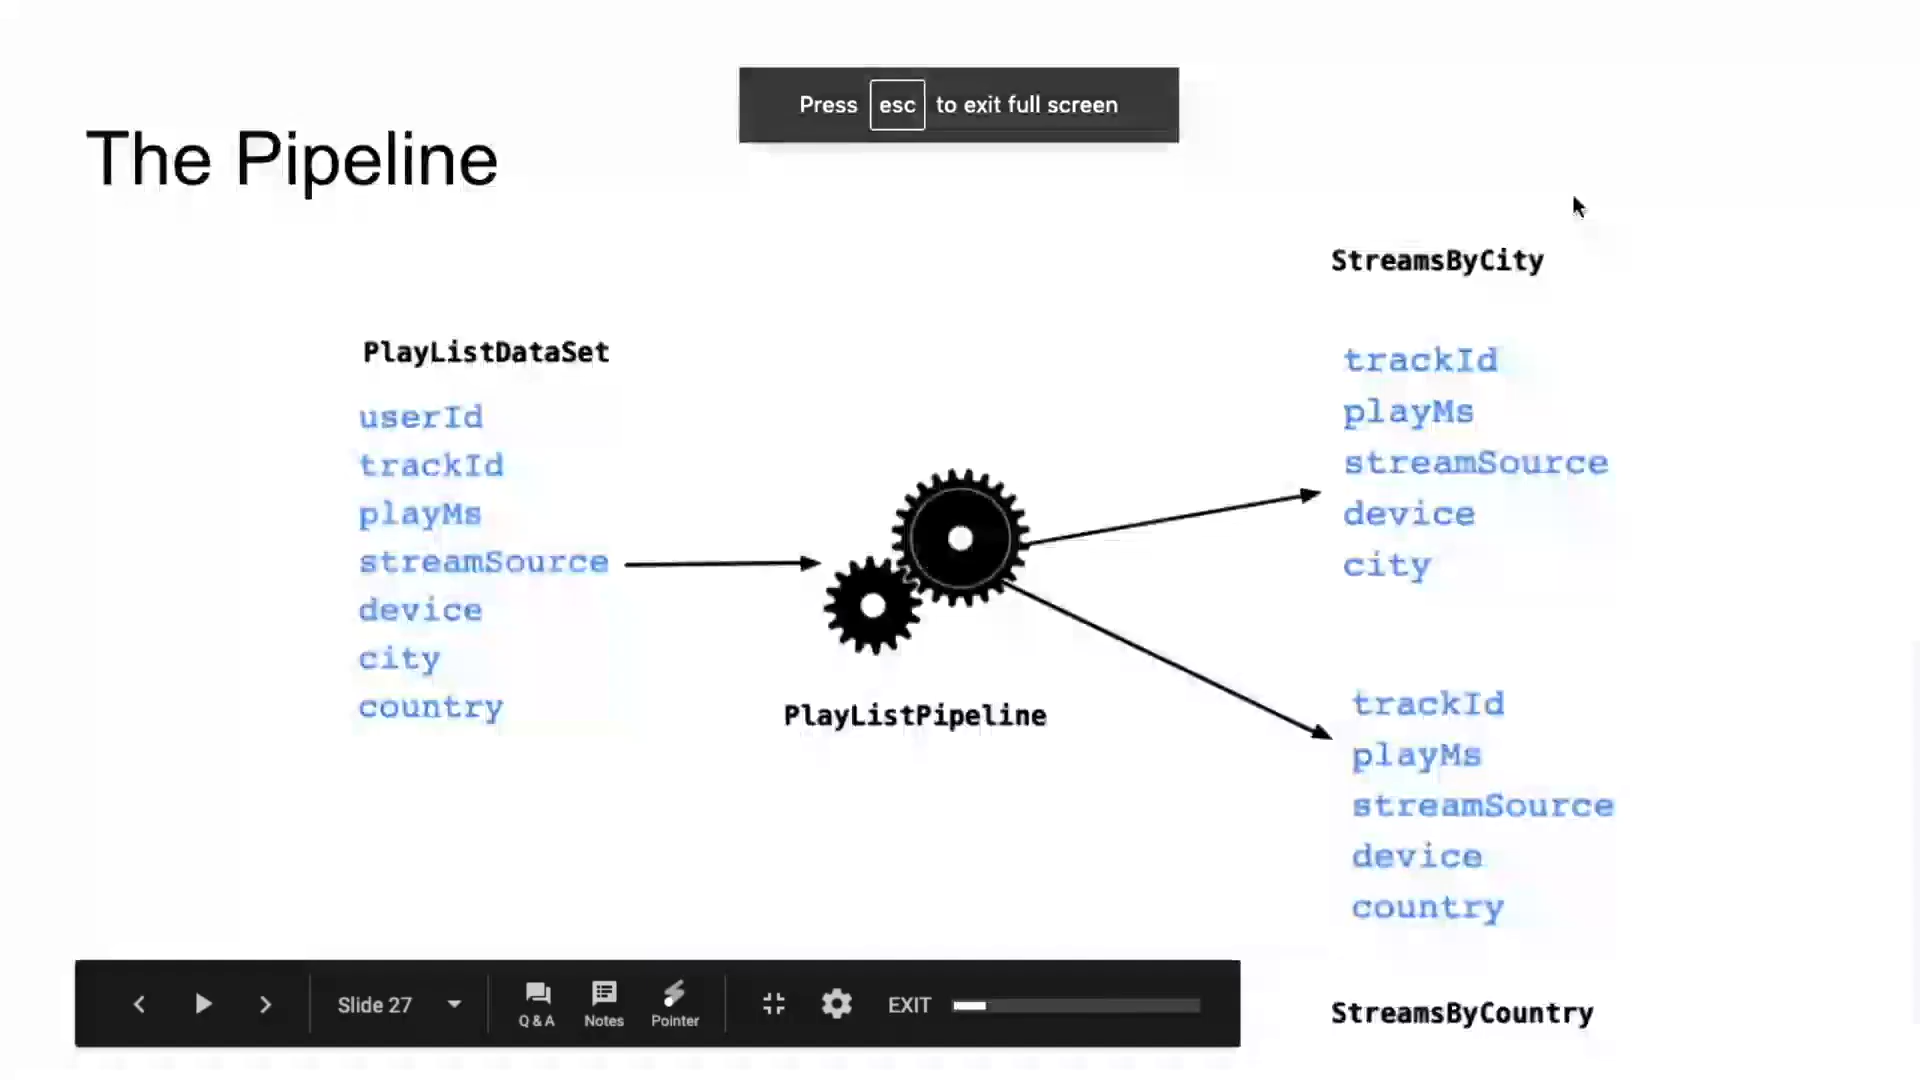 Press esc to exit full screen
The Pipeline
PlayListDataSet
userId
trackId
playMs
streamSource
device
city
country
PlayListPipeline
StreamsByCity
trackId
playMs
streamSource
device
city
trackId
playMs
streamSource
device
country
StreamsByCountry
Slide 27
Q & A
Notes
Pointer
EXIT